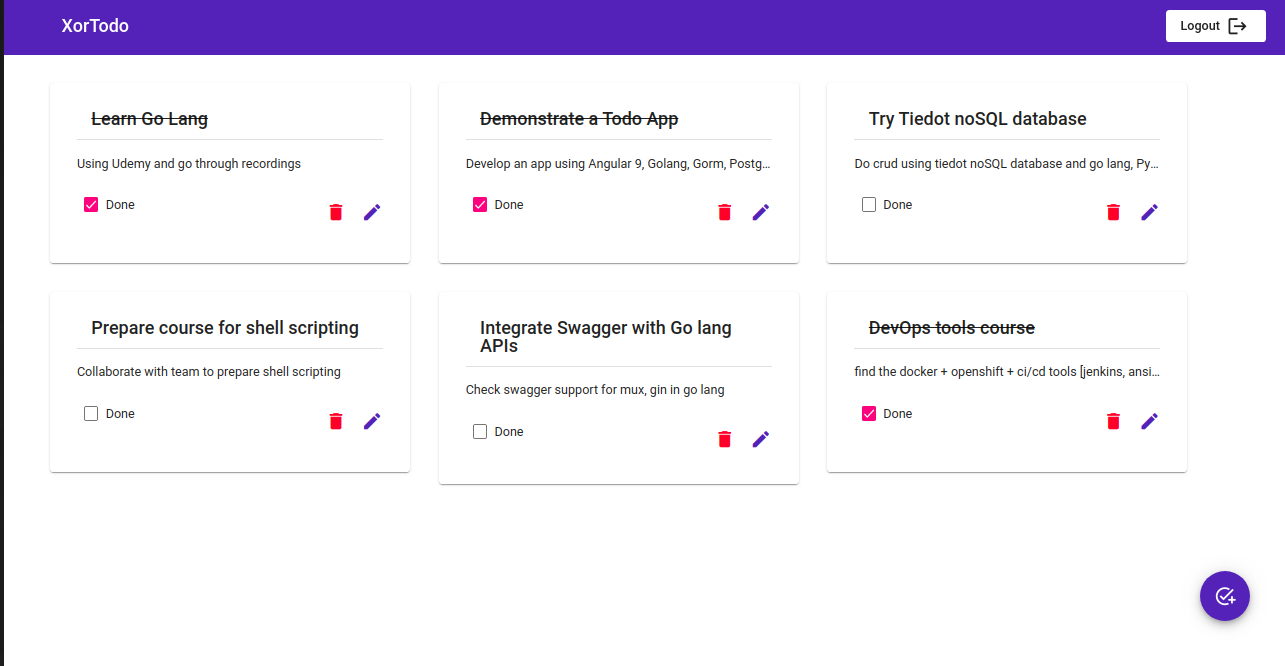 XorTodo
Logout
Learn Go Lang
Using Udemy and go through recordings
Done
Demonstrate a Todo App
Develop an app using Angular 9, Golang, Gorm, Postg...
Done
Try Tiedot noSQL database
Do crud using tiedot noSQL database and go lang, Py...
Done
Prepare course for shell scripting
Collaborate with team to prepare shell scripting
Done
Integrate Swagger with Go lang
APIs
Check swagger support for mux, gin in go lang
Done
DevOps tools course
find the docker + openshift + ci/cd tools [jenkins, ansi...
Done